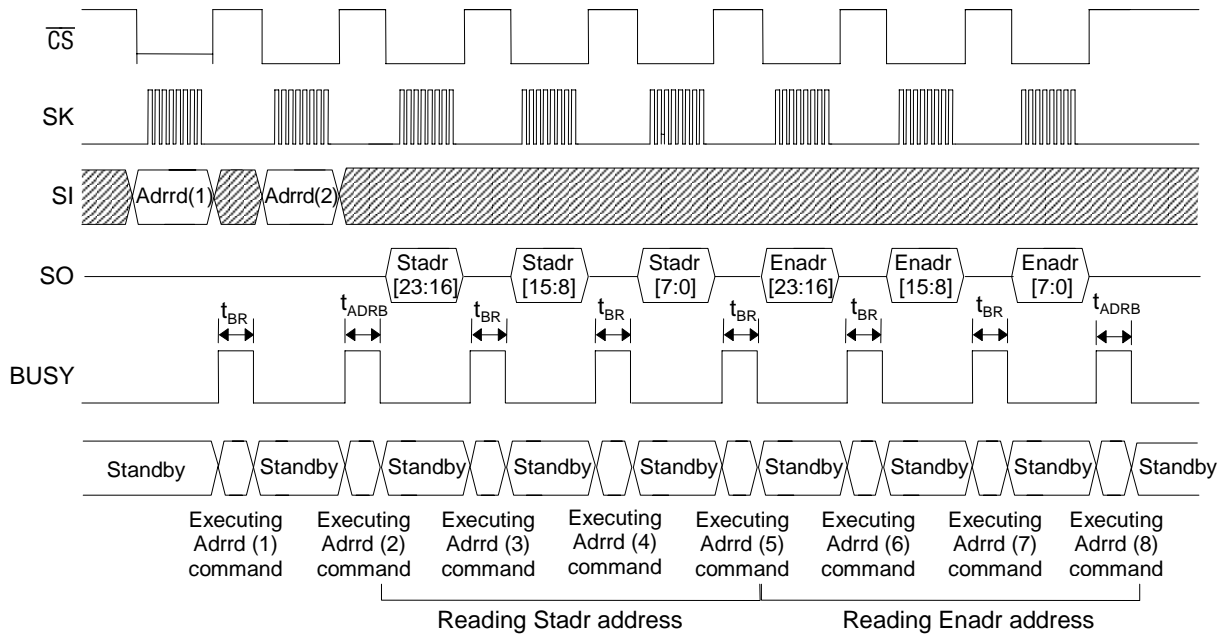 CS
SK
SI
Adrrd(1)
Adrrd(2)
SO
Stadr
[23:16]
Stadr
[15:8]
Stadr
[7:0]
Enadr
[23:16]
Enadr
[15:8]
Enadr
[7:0]
tBR
tADRB
tBR
tBR
tBR
tBR
tBR
tADRB
BUSY
Standby
Standby
Standby
Standby
Standby
Standby
Standby
Standby
Standby
Executing
Adrrd (1)
command
Executing
Adrrd (2)
command
Executing
Adrrd (3)
command
Executing
Adrrd (4)
command
Executing
Adrrd (5)
command
Executing
Adrrd (6)
command
Executing
Adrrd (7)
command
Executing
Adrrd (8)
command
Reading Stadr address
Reading Enadr address